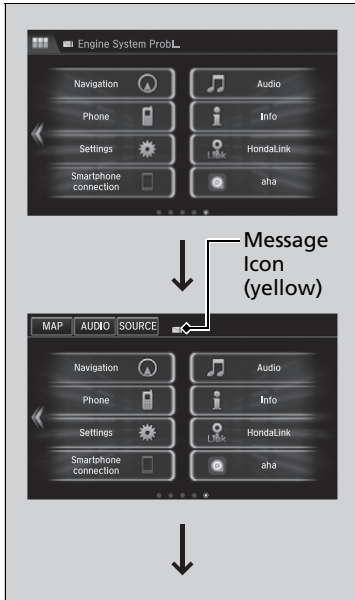 Engine System Prob
Navigation
Audio
Phone
Info
Settings
Link
HondaLink
Smartphone
connection
aha
Message
Icon
(yellow)
MAP AUDIO SOURCE
Navigation
Audio
Phone
Info
Settings
Link
HondaLink
Smartphone
connection
aha